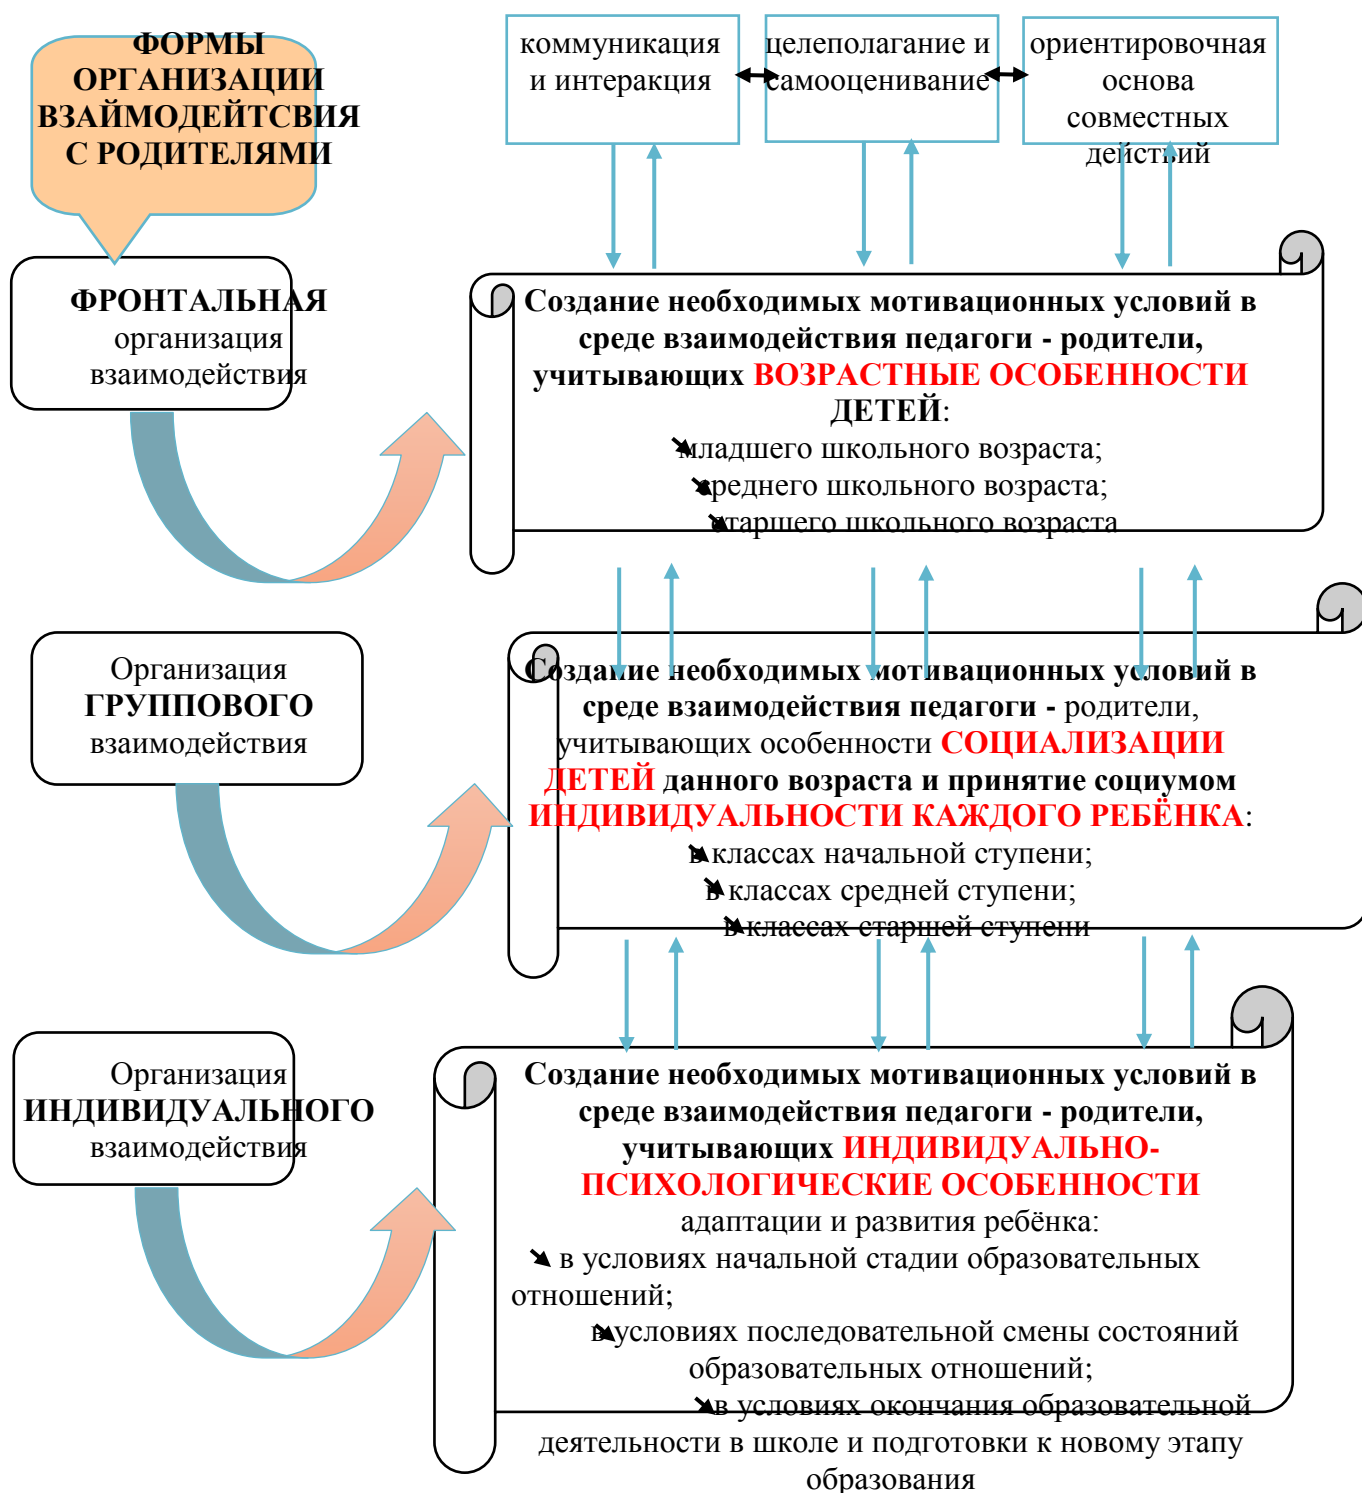 ФОРМЫ
ОРГАНИЗАЦИИ
ВЗАЙМОДЕЙТСВИЯ
С РОДИТЕЛЯМИ
коммуникация
и интеракция
целеполагание и
самооценивание
ориентировочная
основа
совместных
действий
ФРОНТАЛЬНАЯ
организация
взаимодействия
Создание необходимых мотивационных условий в
среде взаимодействия педагоги - родители,
учитывающих ВОЗРАСТНЫЕ ОСОБЕННОСТИ
ДЕТЕЙ:
младшего школьного возраста;
среднего школьного возраста;
старшего школьного возраста
Организация
ГРУППОВОГО
взаимодействия
Создание необходимых мотивационных условий в
среде взаимодействия педагоги - родители,
учитывающих особенности СОЦИАЛИЗАЦИИ
ДЕТЕЙ данного возраста и принятие социумом
ИНДИВИДУАЛЬНОСТИ КАЖДОГО РЕБЁНКА:
в классах начальной ступени;
в классах средней ступени;
в классах старшей ступени
Организация
ИНДИВИДУАЛЬНОГО
взаимодействия
Создание необходимых мотивационных условий в
среде взаимодействия педагоги - родители,
учитывающих ИНДИВИДУАЛЬНО-
ПСИХОЛОГИЧЕСКИЕ ОСОБЕННОСТИ
адаптации и развития ребёнка:
в условиях начальной стадии образовательных
отношений;
в условиях последовательной смены состояний
образовательных отношений;
в условиях окончания образовательной
деятельности в школе и подготовки к новому этапу
образования